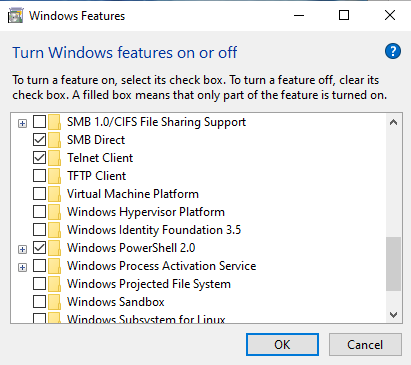 Windows Features
Turn Windows features on or off
To turn a feature on, select its check box. To turn a feature off, clear its
check box. A filled box means that only part of the feature is turned on.
SMB 1.0/CIFS File Sharing Support
SMB Direct
Telnet Client
TFTP Client
Virtual Machine Platform
Windows Hypervisor Platform
Windows Identity Foundation 3.5
Windows PowerShell 2.0
Windows Process Activation Service
Windows Projected File System
Windows Sandbox
Windows Subsystem for Linux
OK
Cancel